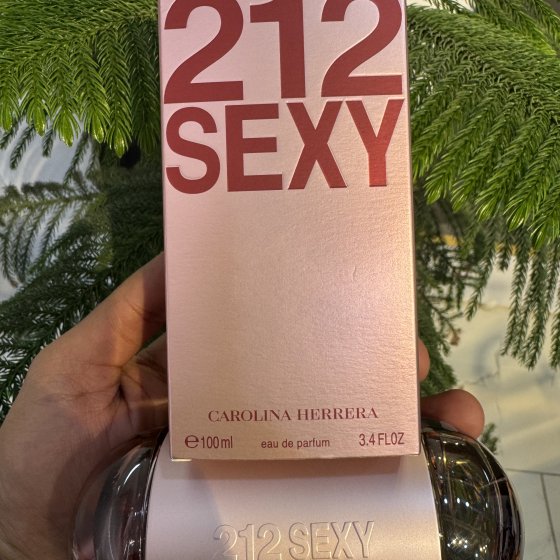 212
SEXY
CAROLINA HERRERA
℮100ml eau de parfum 3.4 FL.OZ
212 SEXY